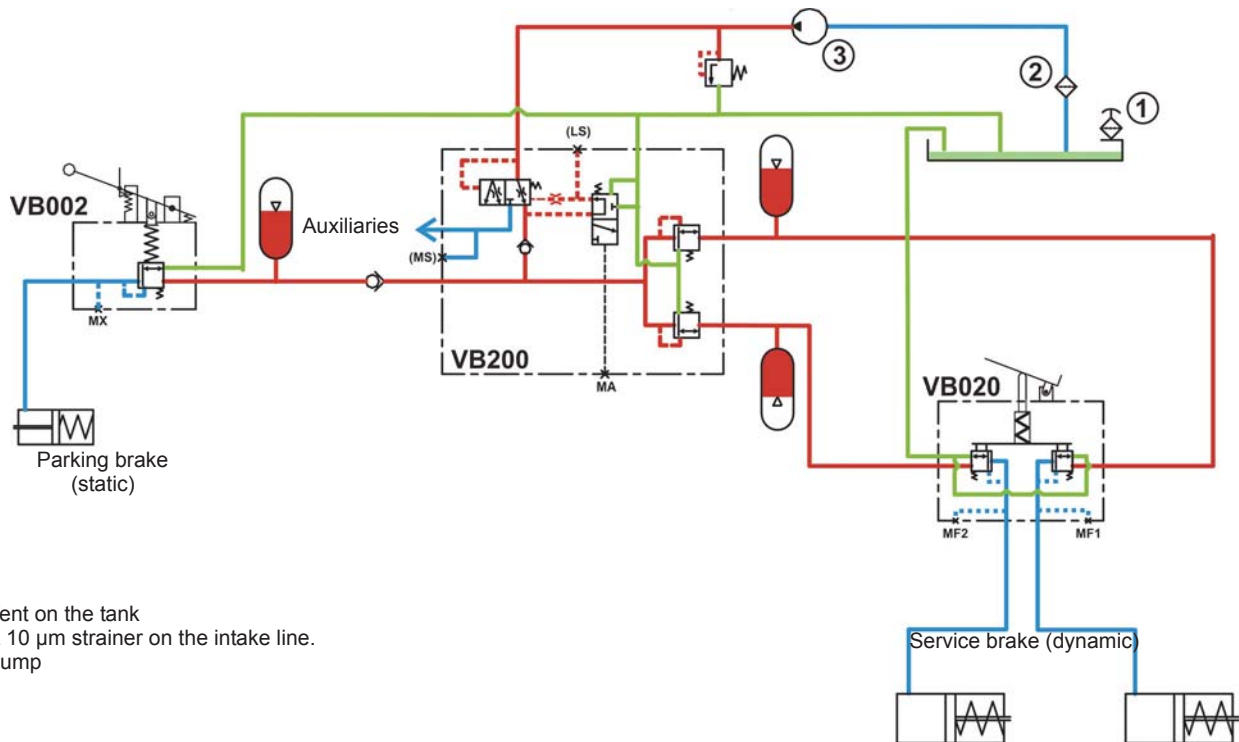 3
2
1
(LS)
VB002
Auxiliaries
(MS)
MX
VB200
MA
VB020
Parking brake
(static)
MF2
MF1
ent on the tank
10 µm strainer on the intake line.
ump
Service brake (dynamic)